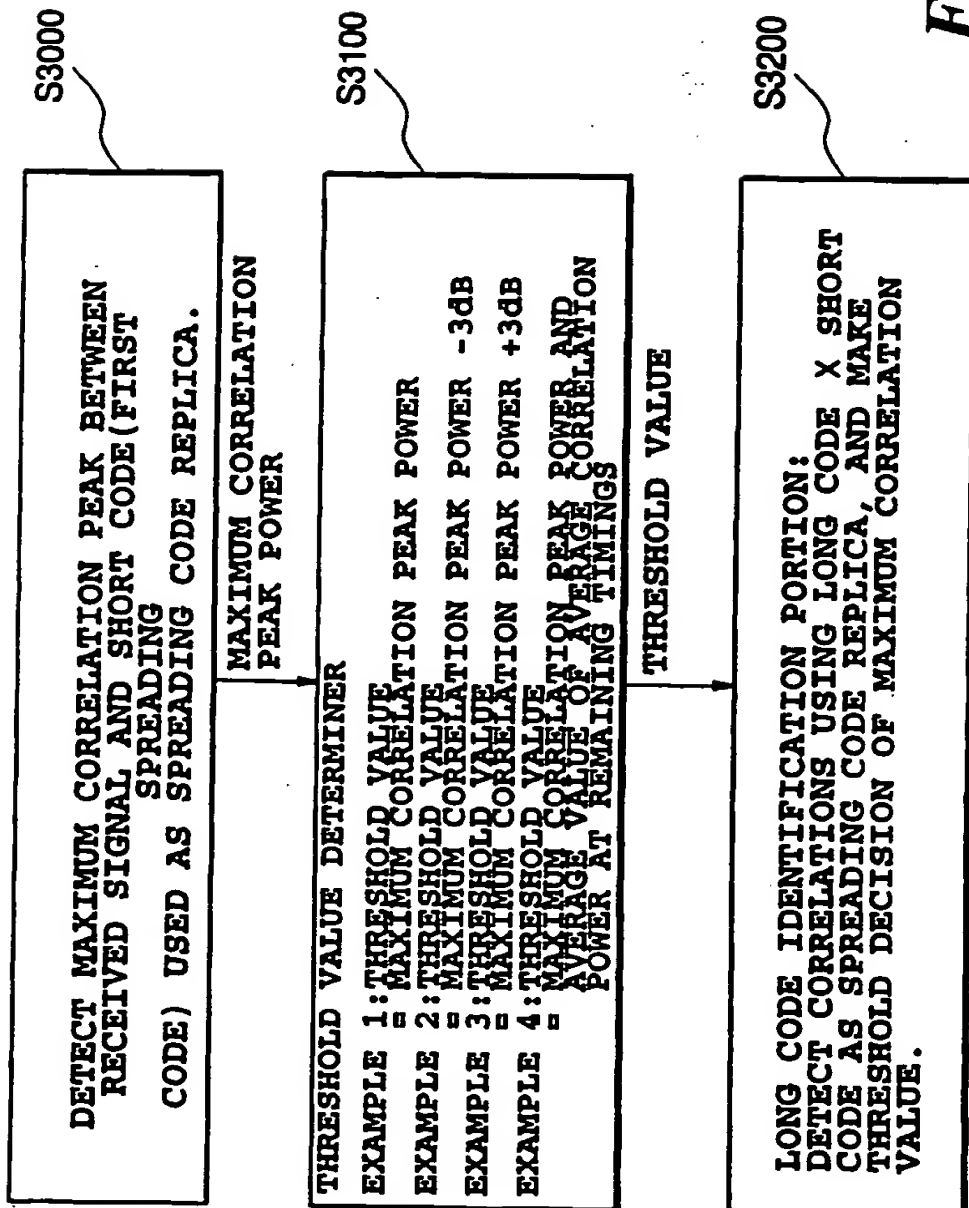 S3000
DETECT MAXIMUM CORRELATION PEAK BETWEEN
RECEIVED SIGNAL AND SHORT CODE(FIRST
SPREADING
CODE) USED AS SPREADING CODE REPLICA.
MAXIMUM CORRELATION
PEAK POWER
S3100
THRESHOLD VALUE DETERMINER
EXAMPLE 1:THRESHOLD VALUE
= MAXIMUM CORRELATION PEAK POWER
EXAMPLE 2:THRESHOLD VALUE
= MAXIMUM CORRELATION PEAK POWER -3dB
EXAMPLE 3:THRESHOLD VALUE
= MAXIMUM CORRELATION PEAK POWER +3dB
EXAMPLE 4:THRESHOLD VALUE
= MAXIMUM CORRELATION PEAK POWER AND
AVERAGE VALUE OF AVERAGE CORRELATION
POWER AT REMAINING TIMINGS
THRESHOLD VALUE
S3200
LONG CODE IDENTIFICATION PORTION:
DETECT CORRELATIONS USING LONG CODE X SHORT
CODE AS SPREADING CODE REPLICA, AND MAKE
THRESHOLD DECISION OF MAXIMUM CORRELATION
VALUE.